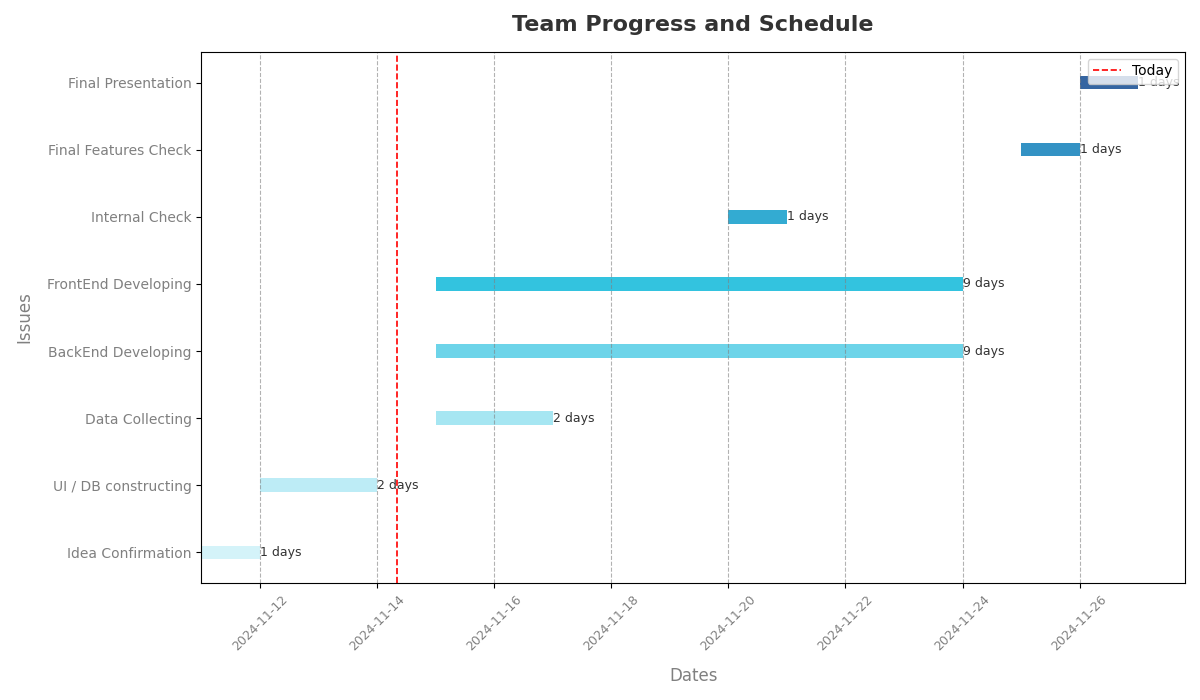 Team Progress and Schedule
Today
Final Presentation
1 days
Final Features Check
1 days
Internal Check
1 days
FrontEnd Developing
9 days
BackEnd Developing
9 days
Data Collecting
2 days
UI / DB constructing
2 days
Idea Confirmation
1 days
Issues
2024-11-12
2024-11-14
2024-11-16
2024-11-18
2024-11-20
2024-11-22
2024-11-24
2024-11-26
Dates